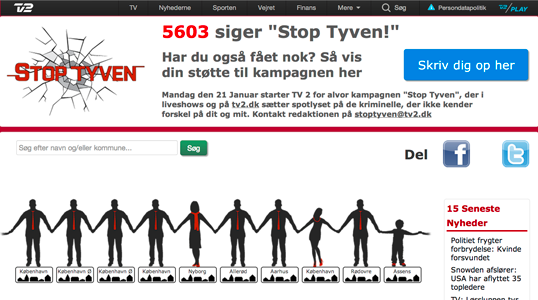 TV2
TV
Nyhederne
Sporten
Vejret
Finans
Mere
Søg
Persondatapolitik
TV2/PLAY
STOP TYVEN
5603 siger "Stop Tyven!"
Har du også fået nok? Så vis
din støtte til kampagnen her
Skriv dig op her
Mandag den 21 Januar starter TV 2 for alvor kampagnen "Stop Tyven", der i
liveshows og på tv2.dk sætter spotlyset på de kriminelle, der ikke kender
forskel på dit og mit. Kontakt redaktionen på stoptyven@tv2.dk
Søg efter navn og/eller kommune...
Søg
Del
København
København Ø
København Ø
København
Nyborg
Allerød
Aarhus
København
Rødovre
Assens
15 Seneste
Nyheder
Politiet frygter
forbrydelse: Kvinde
forsvundet
Snowden afslører:
USA har aflyttet 35
topledere
TV: Løsslupen tyr